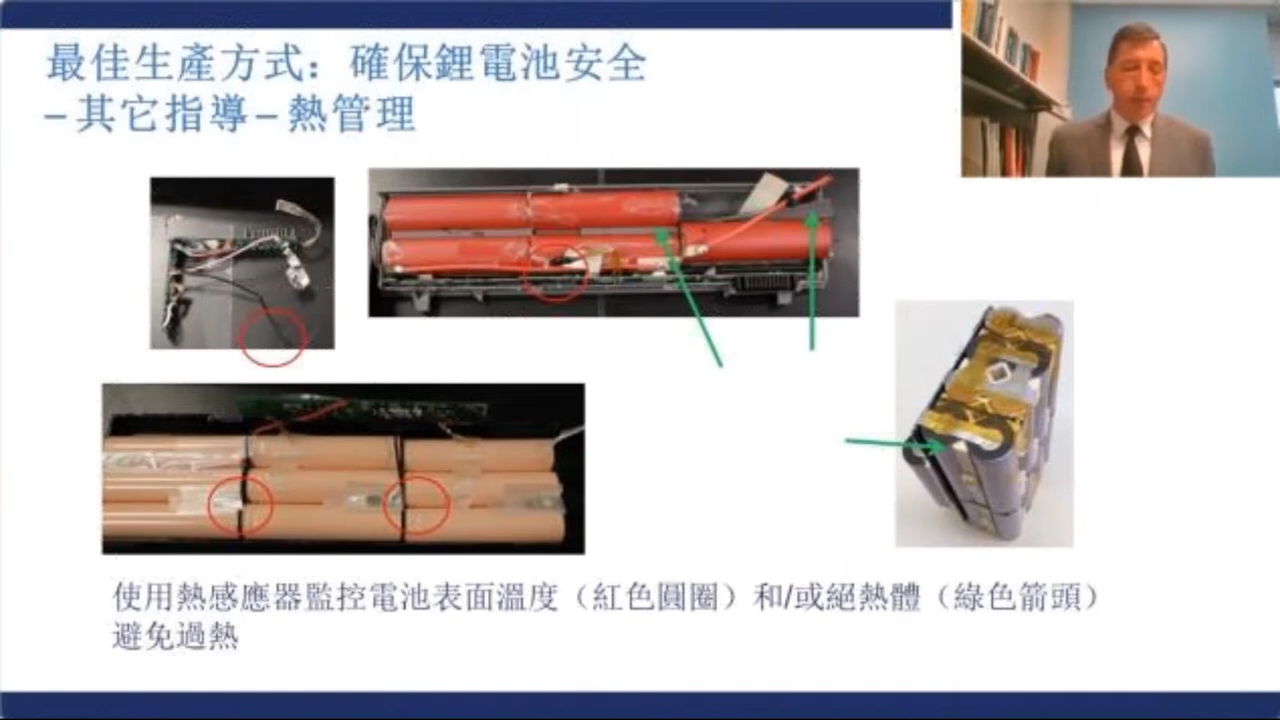 最佳生產方式：確保鋰電池安全
–其它指導–熱管理
使用熱感應器監控電池表面溫度（紅色圓圈）和/或絕熱體（綠色箭頭）
避免過熱